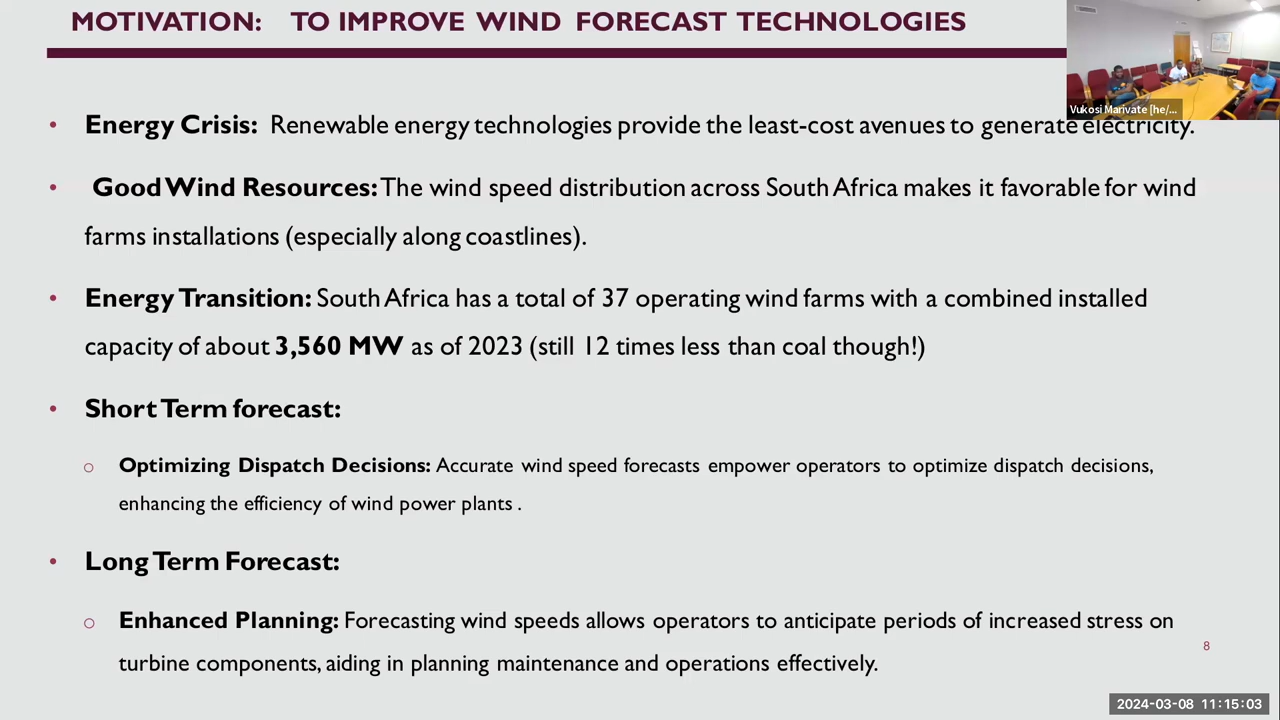 MOTIVATION: TO IMPROVE WIND FORECAST TECHNOLOGIES
Vukosi Marivate [he/...
• Energy Crisis: Renewable energy technologies provide the least-cost avenues to generate electricity.
• Good Wind Resources: The wind speed distribution across South Africa makes it favorable for wind
farms installations (especially along coastlines).
• Energy Transition: South Africa has a total of 37 operating wind farms with a combined installed
capacity of about 3,560 MW as of 2023 (still 12 times less than coal though!)
• Short Term forecast:
○ Optimizing Dispatch Decisions: Accurate wind speed forecasts empower operators to optimize dispatch decisions,
enhancing the efficiency of wind power plants .
• Long Term Forecast:
○ Enhanced Planning: Forecasting wind speeds allows operators to anticipate periods of increased stress on
turbine components, aiding in planning maintenance and operations effectively.
8
2024-03-08 11:15:03